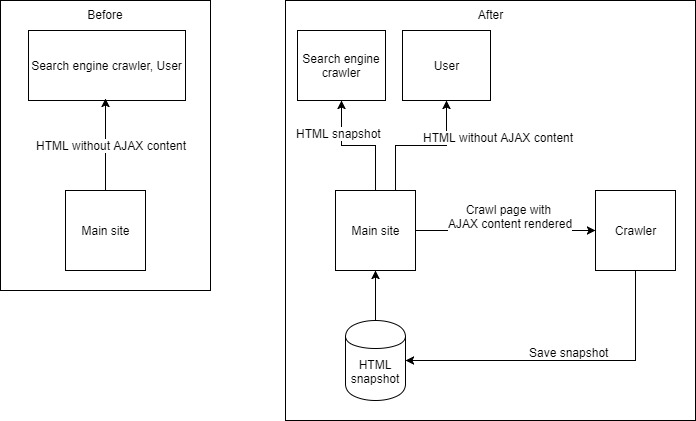 Before
Search engine crawler, User
HTML without AJAX content
Main site
After
Search engine
crawler
User
HTML snapshot
HTML without AJAX content
Main site
Crawl page with
AJAX content rendered
Crawler
HTML
snapshot
Save snapshot